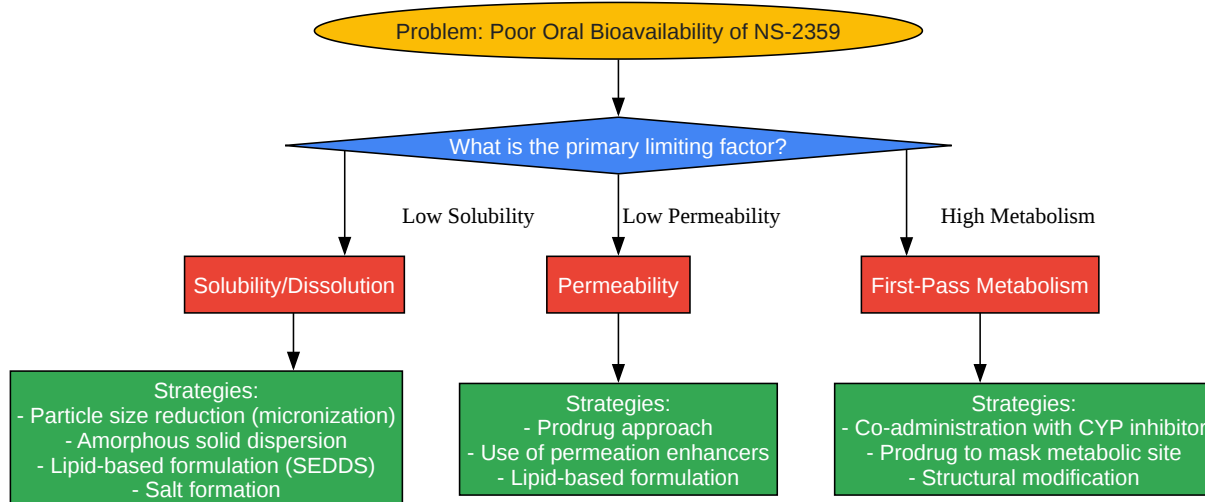 Problem: Poor Oral Bioavailability of NS-2359
What is the primary limiting factor?
Low Solubility
Low Permeability
High Metabolism
Solubility/Dissolution
Permeability
First-Pass Metabolism
Strategies:
- Particle size reduction (micronization)
- Amorphous solid dispersion
- Lipid-based formulation (SEDDS)
- Salt formation
Strategies:
- Prodrug approach
- Use of permeation enhancers
- Lipid-based formulation
Strategies:
- Co-administration with CYP inhibitor
- Prodrug to mask metabolic site
- Structural modification